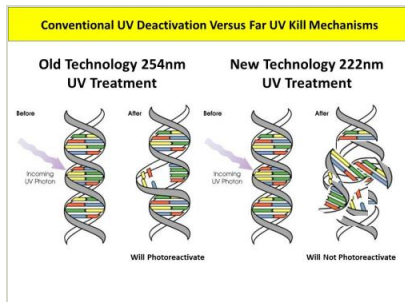 Conventional UV Deactivation Versus Far UV Kill Mechanisms
Old Technology 254nm
UV Treatment
New Technology 222nm
UV Treatment
Before
After
Before
After
Incoming
UV Photon
Incoming
UV Photon
Will Photoreactivate
Will Not Photoreactivate